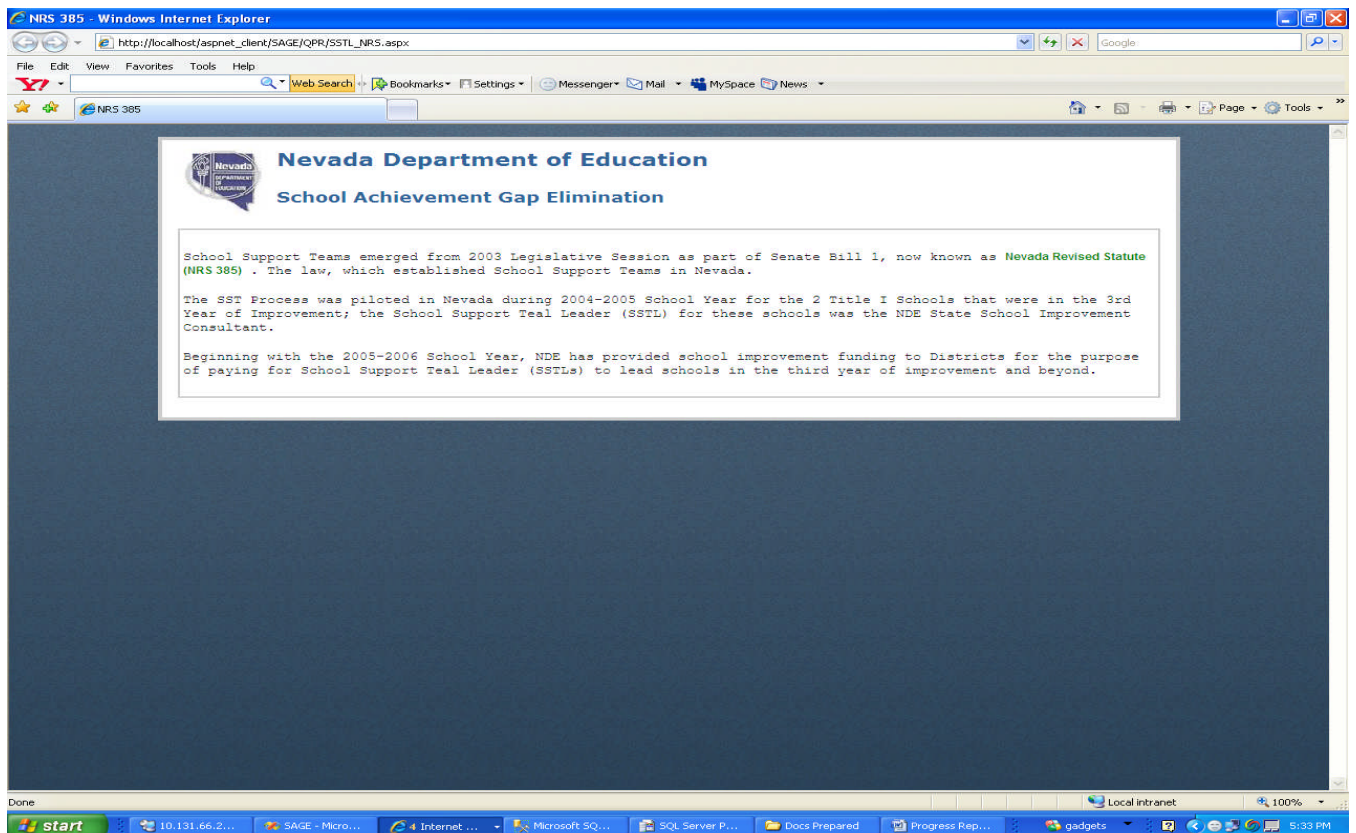 NRS 385 - Windows Internet Explorer
http://localhost/aspnet_client/SAGE/QPR/SSTL_NRS.aspx
Google
File Edit View Favorites Tools Help
Y! Web Search Bookmarks Settings Messenger Mail MySpace News
NRS 385
Page Tools
Nevada
DEPARTMENT
OF
EDUCATION
Nevada Department of Education
School Achievement Gap Elimination
School Support Teams emerged from 2003 Legislative Session as part of Senate Bill 1, now known as Nevada Revised Statute
(NRS 385) . The law, which established School Support Teams in Nevada.
The SST Process was piloted in Nevada during 2004-2005 School Year for the 2 Title I Schools that were in the 3rd
Year of Improvement; the School Support Teal Leader (SSTL) for these schools was the NDE State School Improvement
Consultant.
Beginning with the 2005-2006 School Year, NDE has provided school improvement funding to Districts for the purpose
of paying for School Support Teal Leader (SSTLs) to lead schools in the third year of improvement and beyond.
Done
Local intranet
100%
start
10.131.66.2...
SAGE - Micro...
4 Internet ...
Microsoft SQ...
SQL Server P...
Docs Prepared
Progress Rep...
gadgets
5:33 PM